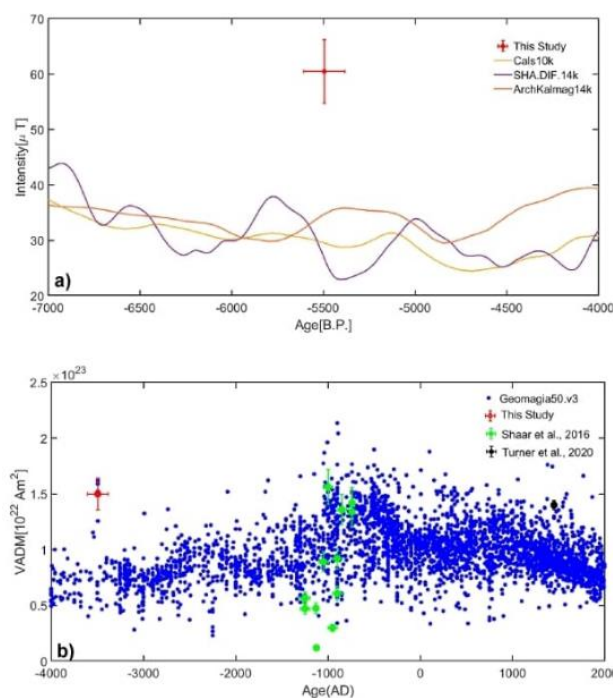 70
60
50
40
30
20
Intensity[μ T]
This Study
Cals10k
SHA.DIF.14k
ArchKalmag14k
a)
-7000 -6500 -6000 -5500 -5000 -4500 -4000
Age[B.P.]
×10²³
2.5
2
1.5
1
0.5
0
VADM[10²² Am²]
Geomagia50.v3
This Study
Shaar et al., 2016
Turner et al., 2020
b)
-4000 -3000 -2000 -1000 0 1000 2000
Age(AD)